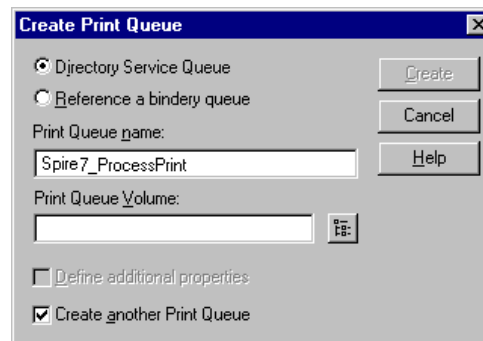 Create Print Queue
Directory Service Queue
Reference a bindery queue
Print Queue name:
Spire7_ProcessPrint
Print Queue Volume:
Define additional properties
Create another Print Queue
Create
Cancel
Help